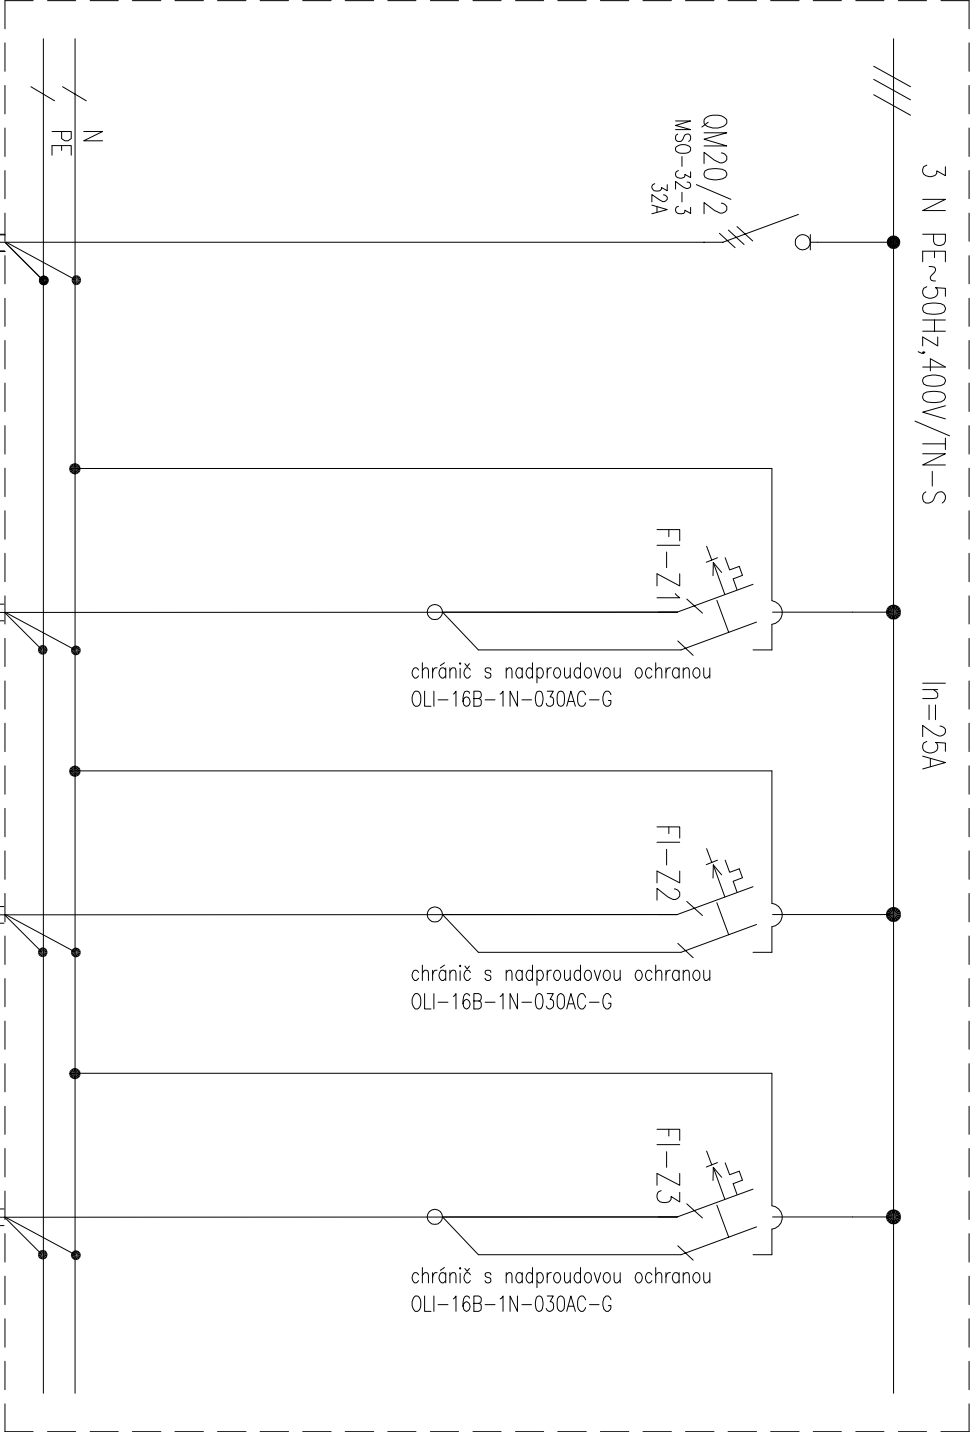 3 N PE~50Hz,400V/TN-S
In=25A
QM20/2
MSO-32-3
32A
N
PE
FI-Z1
chránič s nadproudovou ochranou
OLI-16B-1N-030AC-G
FI-Z2
chránič s nadproudovou ochranou
OLI-16B-1N-030AC-G
FI-Z3
chránič s nadproudovou ochranou
OLI-16B-1N-030AC-G